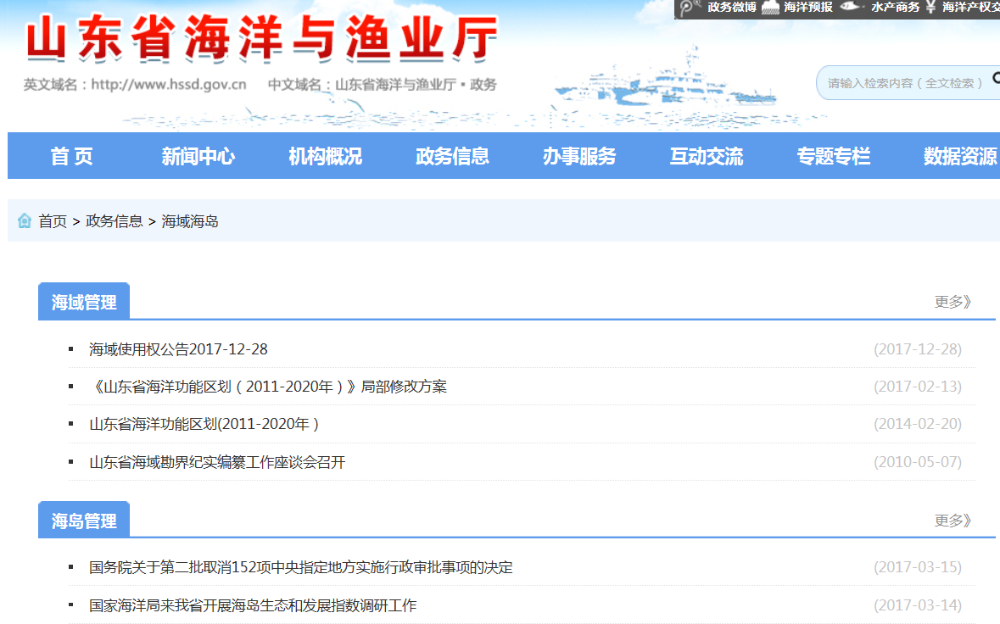 政务微博 海洋预报 水产商务 海洋产权交
山东省海洋与渔业厅
英文域名：http://www.hssd.gov.cn 中文域名：山东省海洋与渔业厅·政务
请输入检索内容（全文检索）
首 页 新闻中心 机构概况 政务信息 办事服务 互动交流 专题专栏 数据资源
首页 > 政务信息 > 海域海岛
海域管理 更多》
海域使用权公告2017-12-28 (2017-12-28)
《山东省海洋功能区划（2011-2020年）》局部修改方案 (2017-02-13)
山东省海洋功能区划(2011-2020年） (2014-02-20)
山东省海域勘界纪实编纂工作座谈会召开 (2010-05-07)
海岛管理 更多》
国务院关于第二批取消152项中央指定地方实施行政审批事项的决定 (2017-03-15)
国家海洋局来我省开展海岛生态和发展指数调研工作 (2017-03-14)